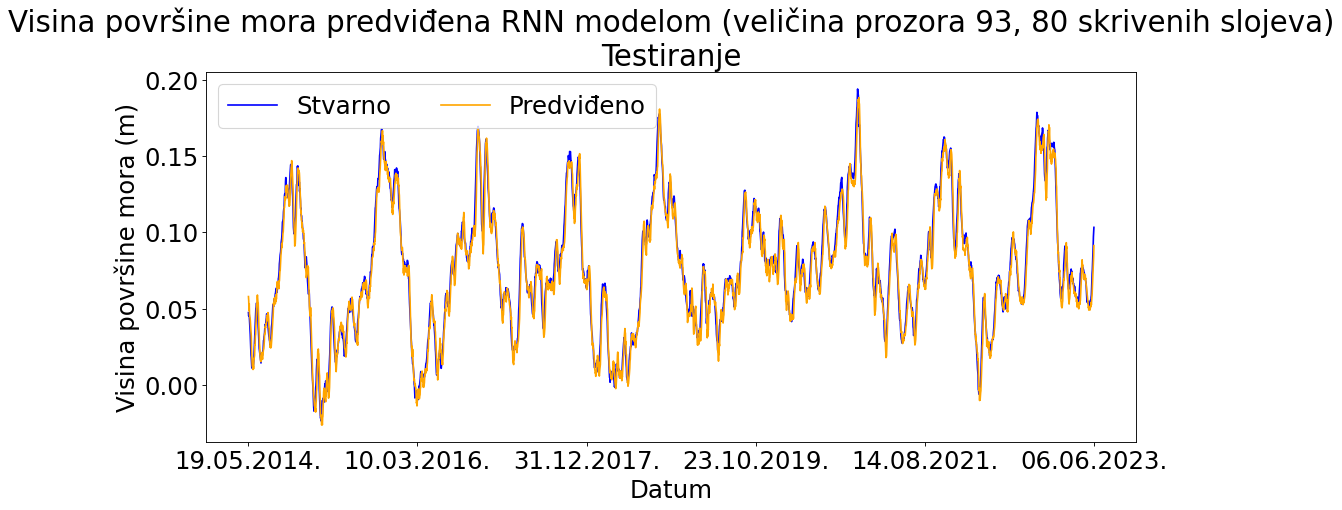 Visina površine mora predviđena RNN modelom (veličina prozora 93, 80 skrivenih slojeva)
Testiranje
Stvarno Predviđeno
Visina površine mora (m)
0.20
0.15
0.10
0.05
0.00
19.05.2014. 10.03.2016. 31.12.2017. 23.10.2019. 14.08.2021. 06.06.2023.
Datum